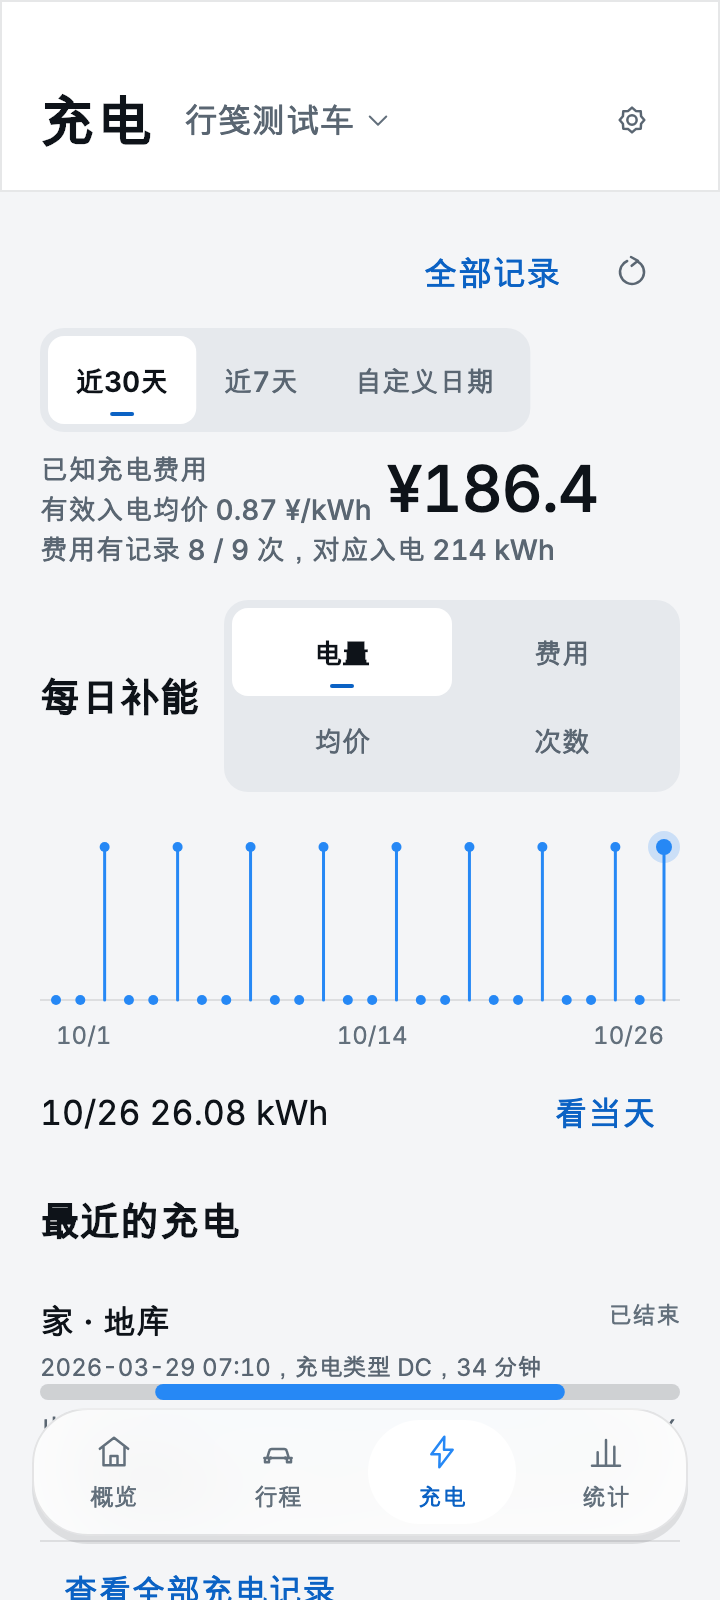 充电 行笺测试车
全部记录
近30天 近7天 自定义日期
已知充电费用
有效入电均价 0.87 ¥/kWh ¥186.4
费用有记录 8 / 9 次，对应入电 214 kWh
每日补能
电量 费用
均价 次数
10/1 10/14 10/26
10/26 26.08 kWh 看当天
最近的充电
家 · 地库 已结束
2026-03-29 07:10，充电类型 DC，34 分钟
概览 行程 充电 统计
查看全部充电记录